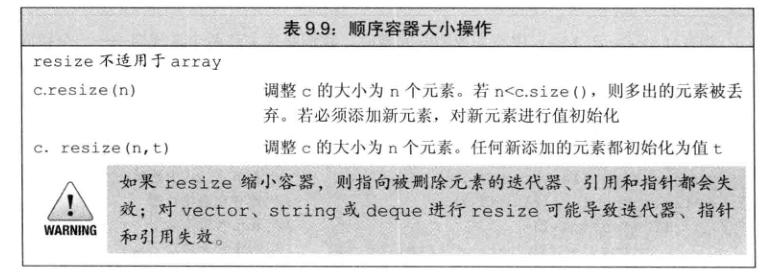 表 9.9：顺序容器大小操作
resize 不适用于 array
c.resize(n) 调整 c 的大小为 n 个元素。若 n<c.size()，则多出的元素被丢
弃。若必须添加新元素，对新元素进行值初始化
c. resize(n,t) 调整 c 的大小为 n 个元素。任何新添加的元素都初始化为值 t
如果 resize 缩小容器，则指向被删除元素的迭代器、引用和指针都会失
效；对 vector、string 或 deque 进行 resize 可能导致迭代器、指针
和引用失效。
WARNING